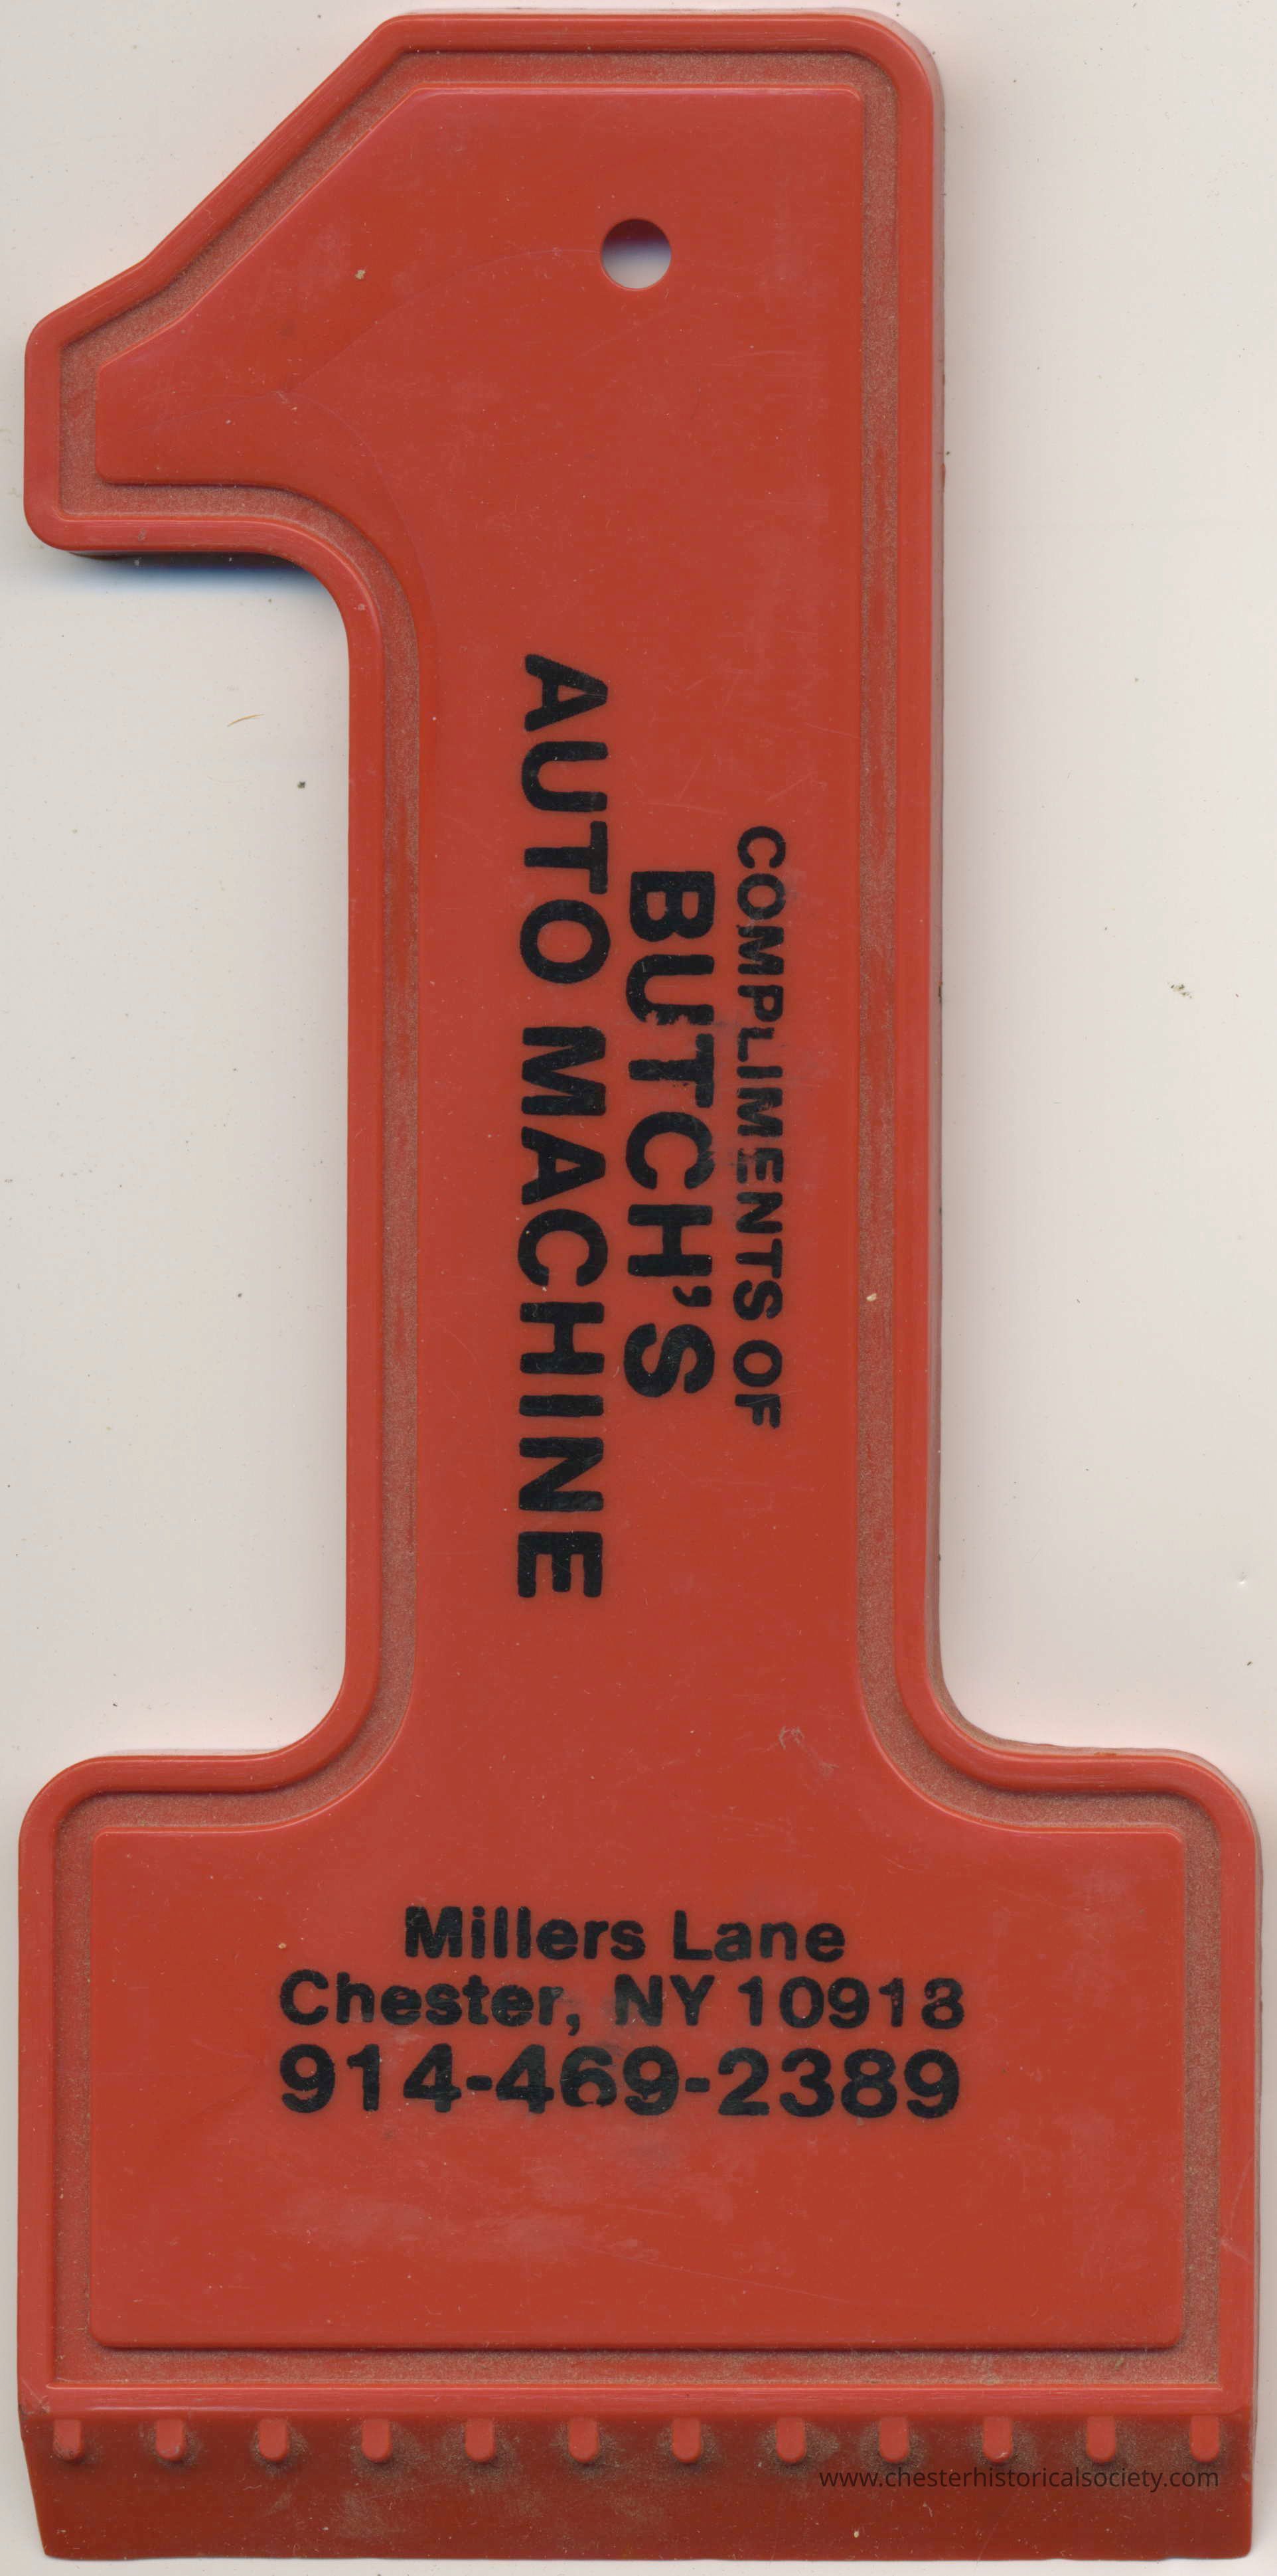 COMPLIMENTS OF
BUTCH'S
AUTO MACHINE
Millers Lane
Chester, NY 10918
914-469-2389
www.chesterhistoricalsociety.com